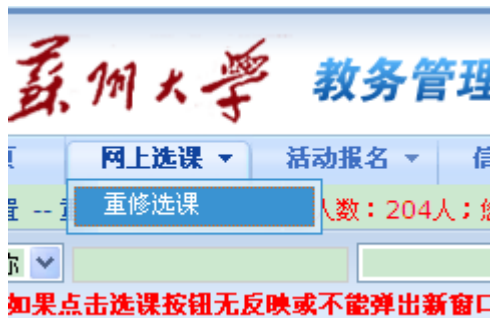 蘇州大學 教务管理
网上选课 活动报名
重修选课 人数：204人；
如果点击选课按钮无反映或不能弹出新窗口